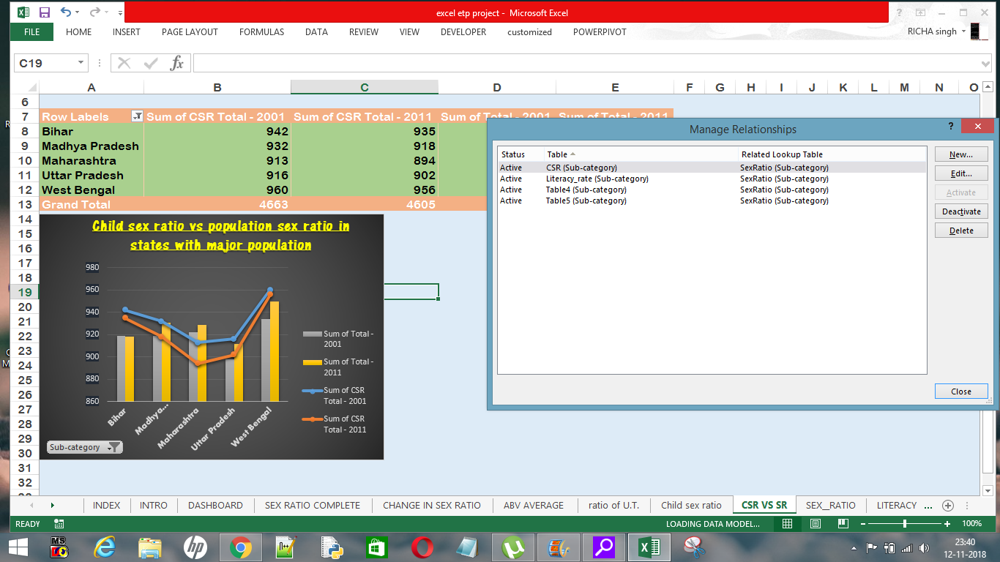 excel etp project - Microsoft Excel
FILE HOME INSERT PAGE LAYOUT FORMULAS DATA REVIEW VIEW DEVELOPER customized POWERPIVOT RICHA singh
C19 fx
A B C D E F G H I J K L M N O
6
7 Row Labels Sum of CSR Total - 2001 Sum of CSR Total - 2011 Sum of Total - 2001 Sum of Total - 2011
8 Bihar 942 935
9 Madhya Pradesh 932 918
10 Maharashtra 913 894
11 Uttar Pradesh 916 902
12 West Bengal 960 956
13 Grand Total 4663 4605
14
15
16
17
18
19
20
21
22
23
24
25
26
27
28
29
30
31
32
Child sex ratio vs population sex ratio in
states with major population
980
960
940
920
900
880
860
Bihar
Madhya...
Maharashtra
Uttar Pradesh
West Bengal
Sum of Total -
2001
Sum of Total -
2011
Sum of CSR
Total - 2001
Sum of CSR
Total - 2011
Sub-category
Manage Relationships ?
Status Table Related Lookup Table
Active CSR (Sub-category) SexRatio (Sub-category)
Active Literacy_rate (Sub-category) SexRatio (Sub-category)
Active Table4 (Sub-category) SexRatio (Sub-category)
Active Table5 (Sub-category) SexRatio (Sub-category)
New...
Edit...
Activate
Deactivate
Delete
Close
INDEX INTRO DASHBOARD SEX RATIO COMPLETE CHANGE IN SEX RATIO ABV AVERAGE ratio of U.T. Child sex ratio CSR VS SR SEX_RATIO LITERACY ...
READY LOADING DATA MODEL... 100%
MS
hp
23:40
12-11-2018